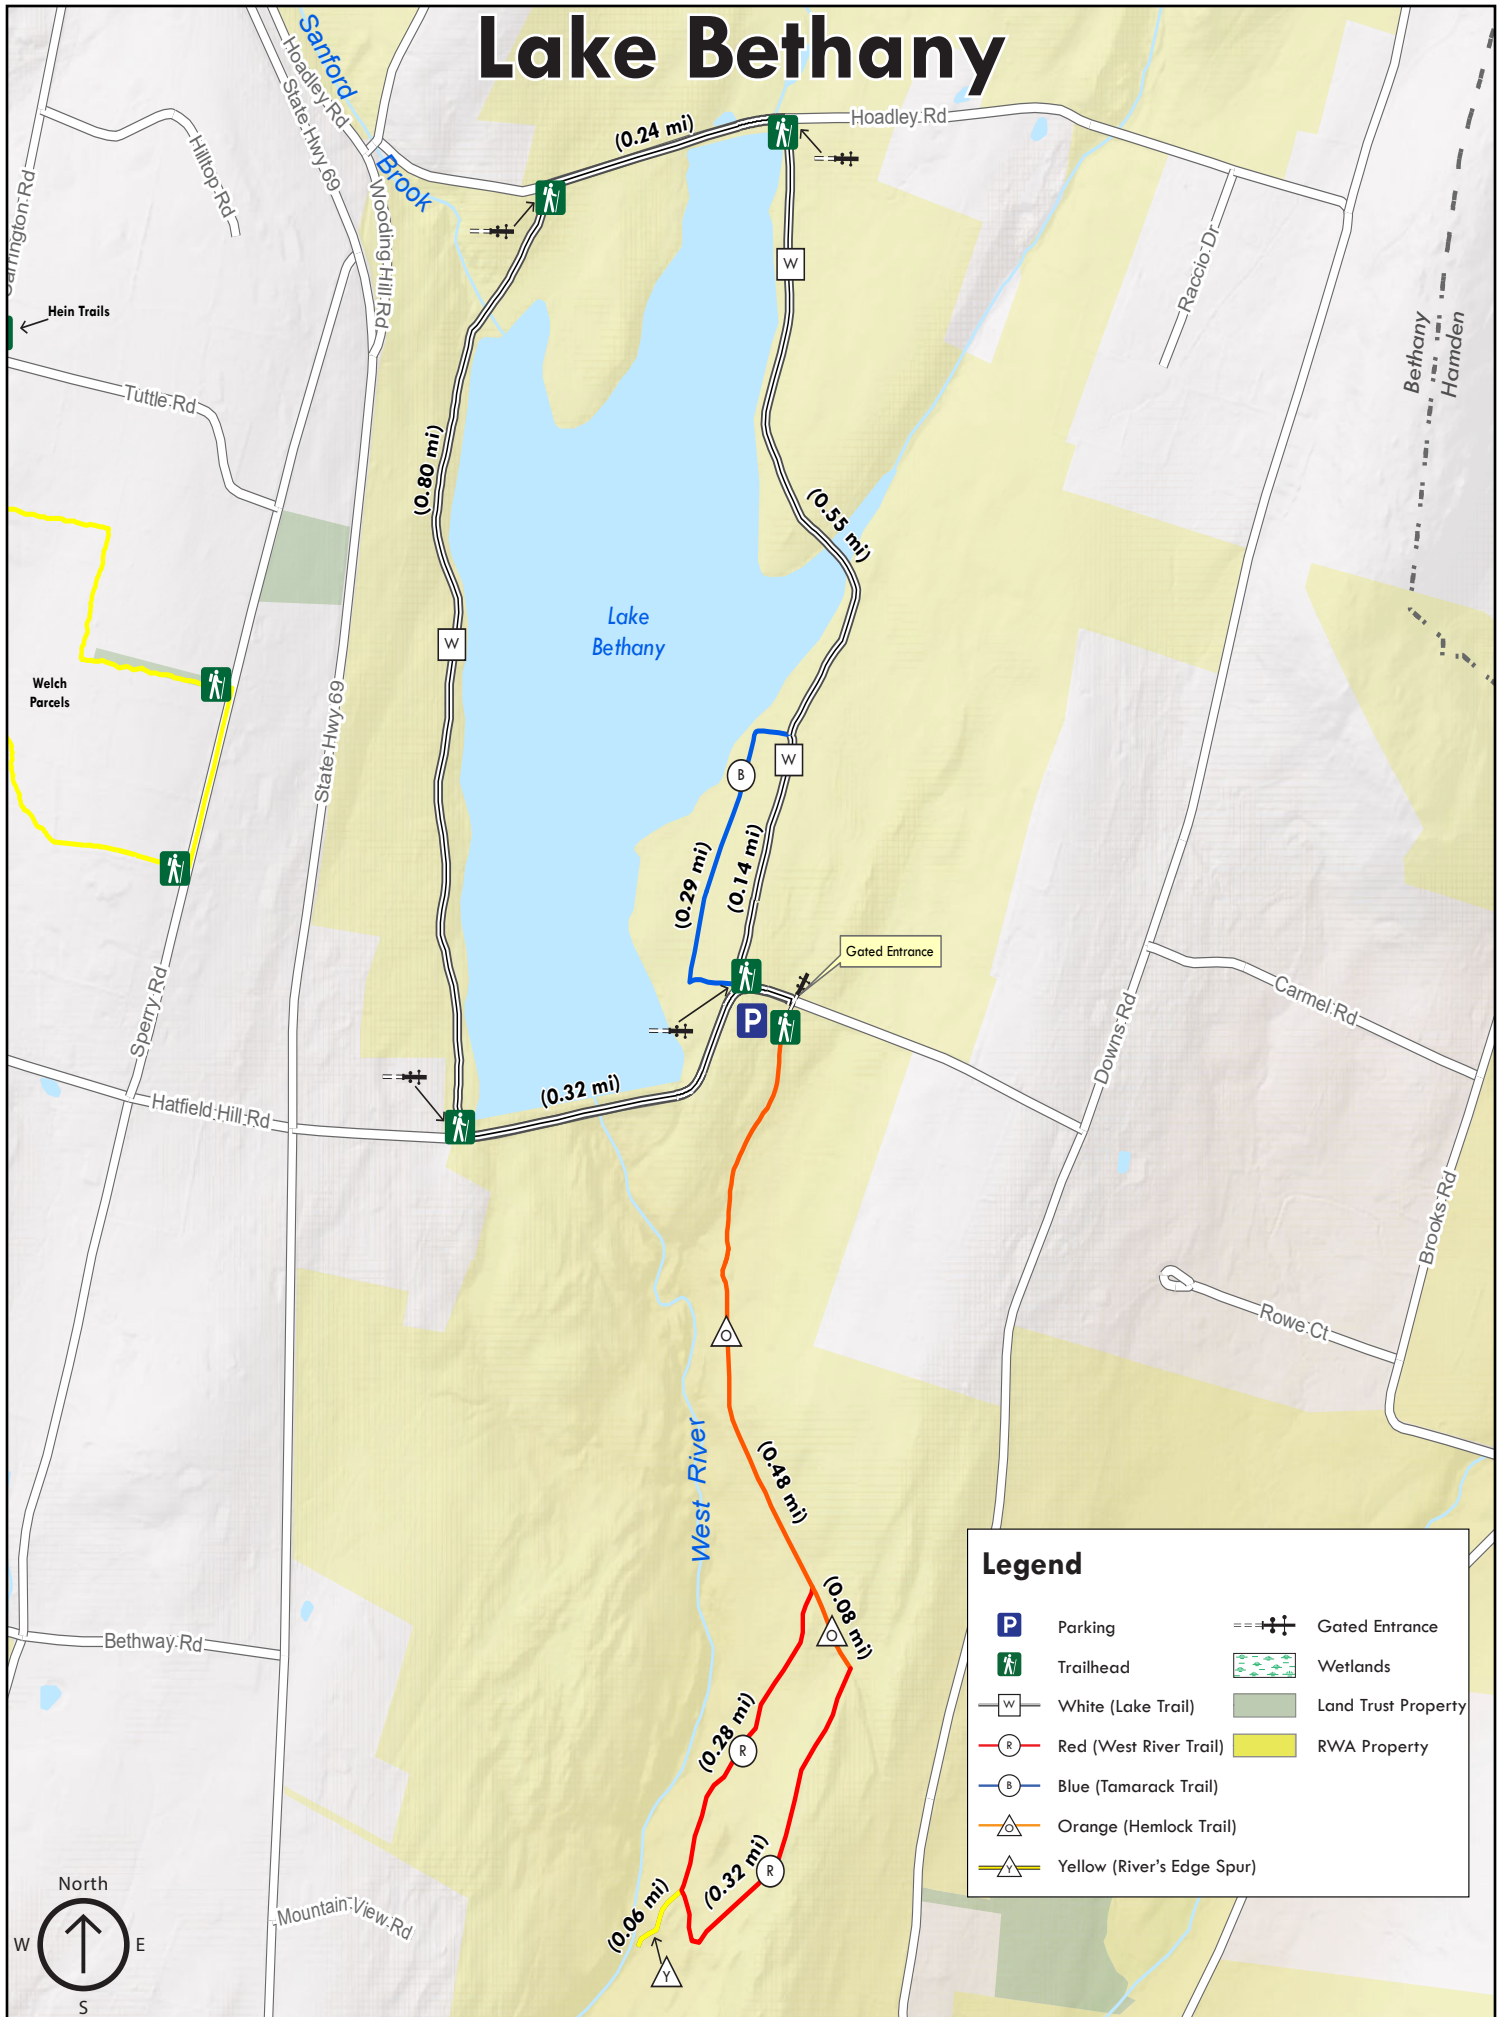 Lake Bethany
Sanford
Brook
Hoadley Rd
State Hwy 69
Hilltop Rd
Wooding Hill Rd
(0.24 mi)
Hoadley Rd
Raccio Dr
Bethany
Hamden
Hein Trails
Tuttle Rd
W
(0.80 mi)
(0.55 mi)
Lake
Bethany
W
Welch
Parcels
State Hwy 69
W
B
(0.29 mi)
(0.14 mi)
Gated Entrance
P
Sperry Rd
Carmel Rd
Downs Rd
(0.32 mi)
Hatfield Hill Rd
Brooks Rd
Rowe Ct
O
West River
(0.48 mi)
(0.08 mi)
O
Bethway Rd
(0.28 mi)
R
(0.32 mi)
R
(0.06 mi)
Y
Mountain View Rd
North
W
E
S
Legend
P
Parking
Gated Entrance
Trailhead
Wetlands
W
White (Lake Trail)
Land Trust Property
R
Red (West River Trail)
RWA Property
B
Blue (Tamarack Trail)
O
Orange (Hemlock Trail)
Y
Yellow (River's Edge Spur)